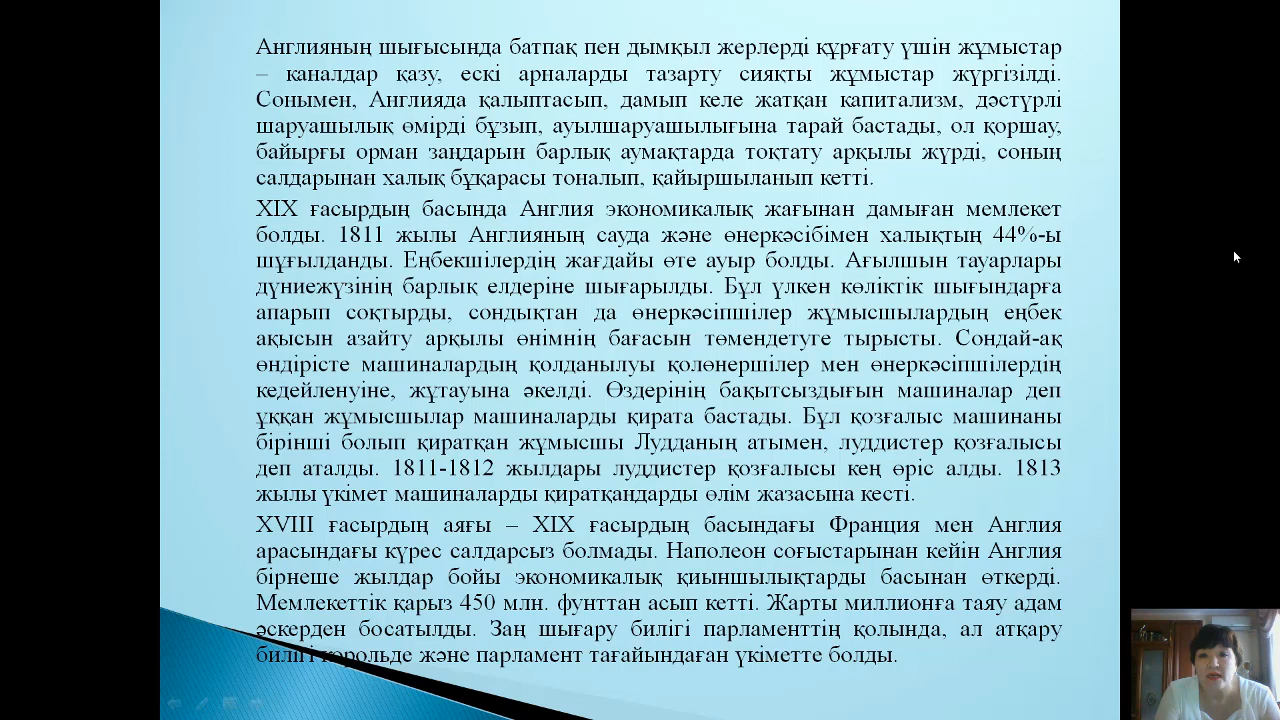 Англияның шығысында батпақ пен дымқыл жерлерді құрғату үшін жұмыстар
– каналдар қазу, ескі арналарды тазарту сияқты жұмыстар жүргізілді.
Сонымен, Англияда қалыптасып, дамып келе жатқан капитализм, дәстүрлі
шаруашылық өмірді бұзып, ауылшаруашылығына тарай бастады, ол қоршау,
байырғы орман заңдарын барлық аумақтарда тоқтату арқылы жүрді, соның
салдарынан халық бұқарасы тоналып, қайыршыланып кетті.
XIX ғасырдың басында Англия экономикалық жағынан дамыған мемлекет
болды. 1811 жылы Англияның сауда және өнеркәсібімен халықтың 44%-ы
шұғылданды. Еңбекшілердің жағдайы өте ауыр болды. Ағылшын тауарлары
дүниежүзінің барлық елдеріне шығарылды. Бұл үлкен көліктік шығындарға
апарып соқтырды, сондықтан да өнеркәсіпшілер жұмысшылардың еңбек
ақысын азайту арқылы өнімнің бағасын төмендетуге тырысты. Сондай-ақ
өндірісте машиналардың қолданылуы қолөнершілер мен өнеркәсіпшілердің
кедейленуіне, жұтауына әкелді. Өздерінің бақытсыздығын машиналар деп
ұққан жұмысшылар машиналарды қирата бастады. Бұл қозғалыс машинаны
бірінші болып қиратқан жұмысшы Лудданың атымен, луддистер қозғалысы
деп аталды. 1811-1812 жылдары луддистер қозғалысы кең өріс алды. 1813
жылы үкімет машиналарды қиратқандарды өлім жазасына кесті.
XVIII ғасырдың аяғы – XIX ғасырдың басындағы Франция мен Англия
арасындағы күрес салдарсыз болмады. Наполеон соғыстарынан кейін Англия
бірнеше жылдар бойы экономикалық қиыншылықтарды басынан өткерді.
Мемлекеттік қарыз 450 млн. фунттан асып кетті. Жарты миллионға таяу адам
әскерден босатылды. Заң шығару билігі парламенттің қолында, ал атқару
билігі корольде және парламент тағайындаған үкіметте болды.